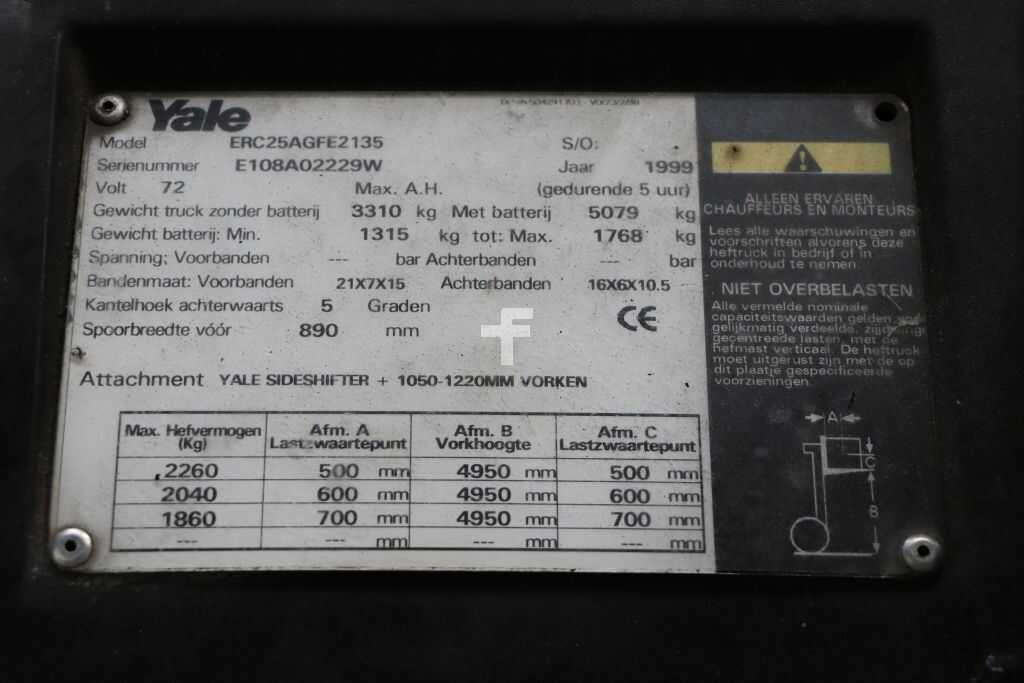 Yale
Model ERC25AGFE2135 S/O:
Serienummer E108A02229W Jaar 1999
Volt 72 Max. A.H. (gedurende 5 uur)
Gewicht truck zonder batterij 3310 kg Met batterij 5079 kg
Gewicht batterij: Min. 1315 kg tot: Max. 1768 kg
Spanning; Voorbanden --- bar Achterbanden --- bar
Bandenmaat: Voorbanden 21X7X15 Achterbanden 16X6X10.5
Kantelhoek achterwaarts 5 Graden
CE
Spoorbreedte vóór 890 mm
f
Attachment YALE SIDESHIFTER + 1050-1220MM VORKEN
Max. Hefvermogen (Kg) Afm. A Lastzwaartepunt Afm. B Vorkhoogte Afm. C Lastzwaartepunt
2260 500 mm 4950 mm 500 mm
2040 600 mm 4950 mm 600 mm
1860 700 mm 4950 mm 700 mm
--- --- mm --- mm --- mm
ALLEEN ERVAREN
CHAUFFEURS EN MONTEURS
Lees alle waarschuwingen en
voorschriften alvorens deze
heftruck in bedrijf of in
onderhoud te nemen.
NIET OVERBELASTEN
Alle vermelde nominale
capaciteitswaarden gelden
gelijkmatig verdeelde, zijdelings
gecentreerde lasten, met de
hefmast verticaal. De heftruck
moet uitgerust zijn met de op
dit plaatje gespecificeerde
voorzieningen.
A
C
B